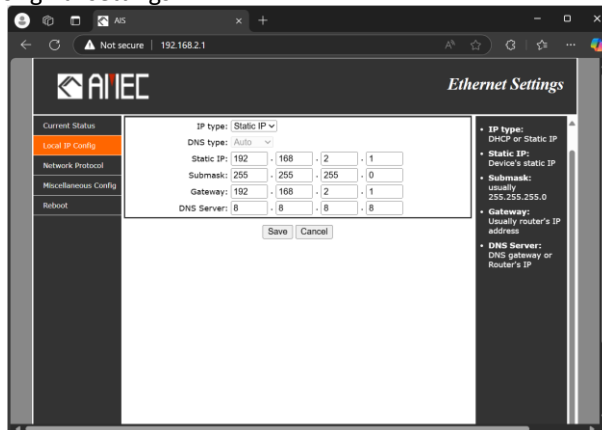 AIS
Not secure
192.168.2.1
AMEC
Ethernet Settings
Current Status
Local IP Config
Network Protocol
Miscellaneous Config
Reboot
IP type: Static IP
DNS type: Auto
Static IP: 192 . 168 . 2 . 1
Submask: 255 . 255 . 255 . 0
Gateway: 192 . 168 . 2 . 1
DNS Server: 8 . 8 . 8 . 8
Save Cancel
• IP type:
DHCP or Static IP
• Static IP:
Device's static IP
• Submask:
usually
255.255.255.0
• Gateway:
Usually router's IP
address
• DNS Server:
DNS gateway or
Router's IP